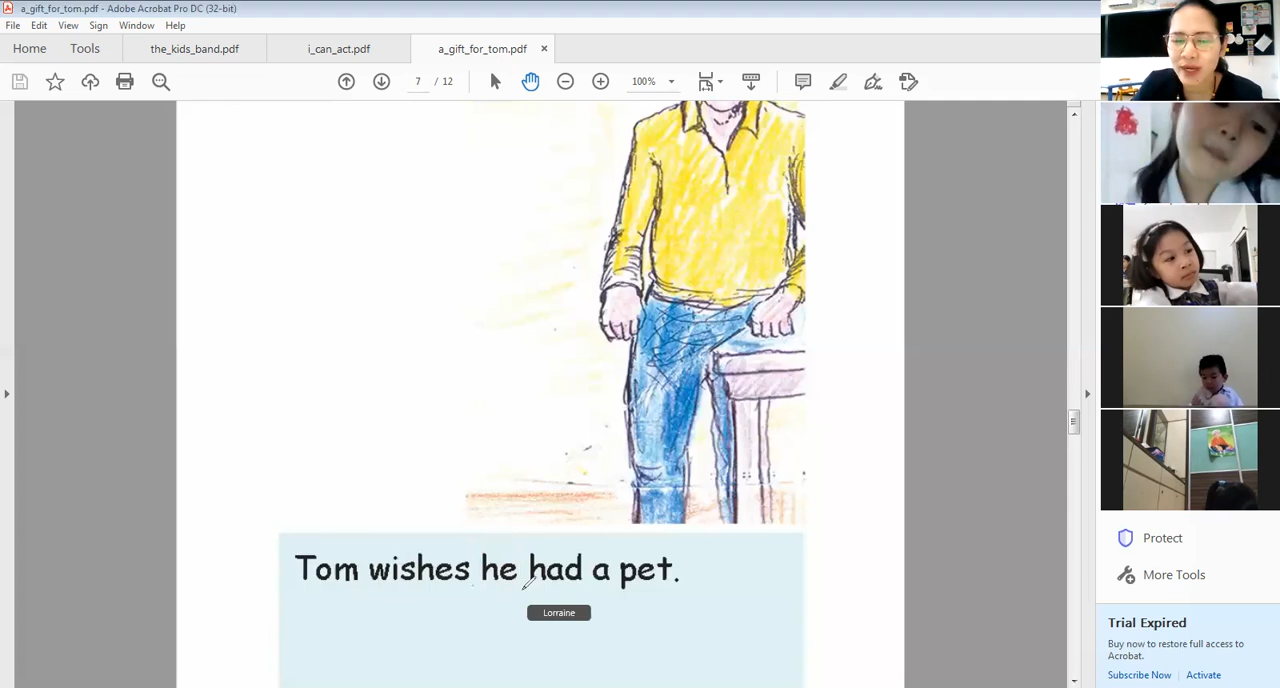 a_gift_for_tom.pdf - Adobe Acrobat Pro DC (32-bit)
File Edit View Sign Window Help
Home Tools the_kids_band.pdf i_can_act.pdf a_gift_for_tom.pdf ×
7 / 12 100%
Tom wishes he had a pet.
Lorraine
Protect
More Tools
Trial Expired
Buy now to restore full access to
Acrobat.
Subscribe Now | Activate